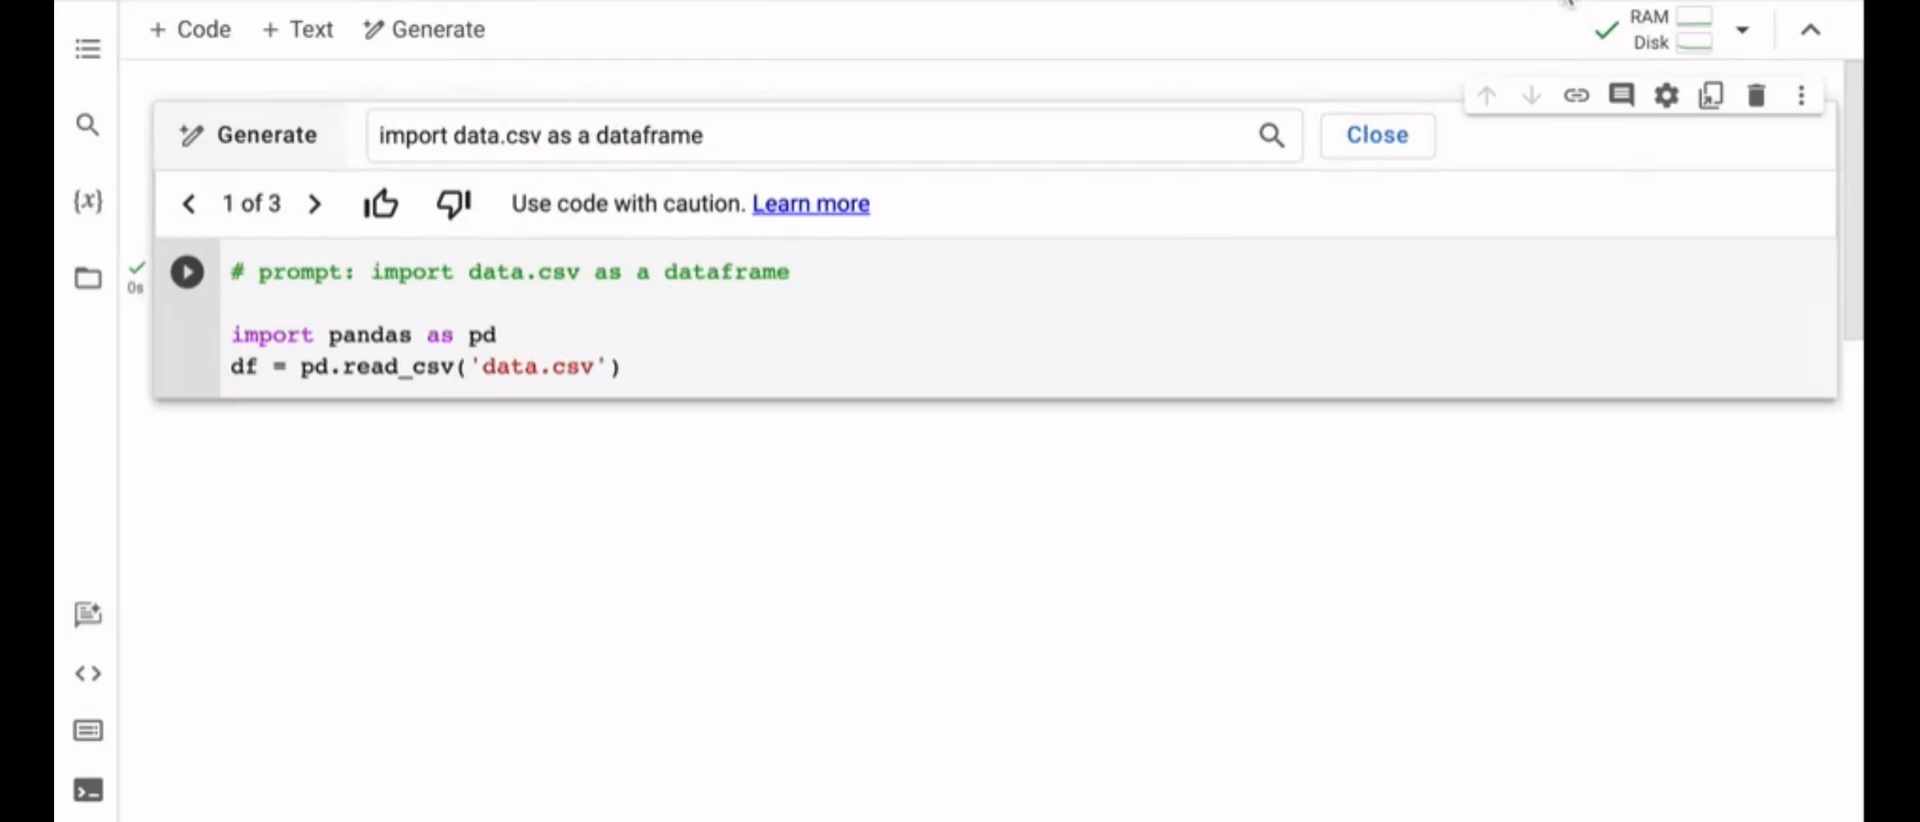 + Code + Text Generate
RAM
Disk
Generate import data.csv as a dataframe Close
1 of 3 Use code with caution. Learn more
{x}
0s
# prompt: import data.csv as a dataframe
import pandas as pd
df = pd.read_csv('data.csv')